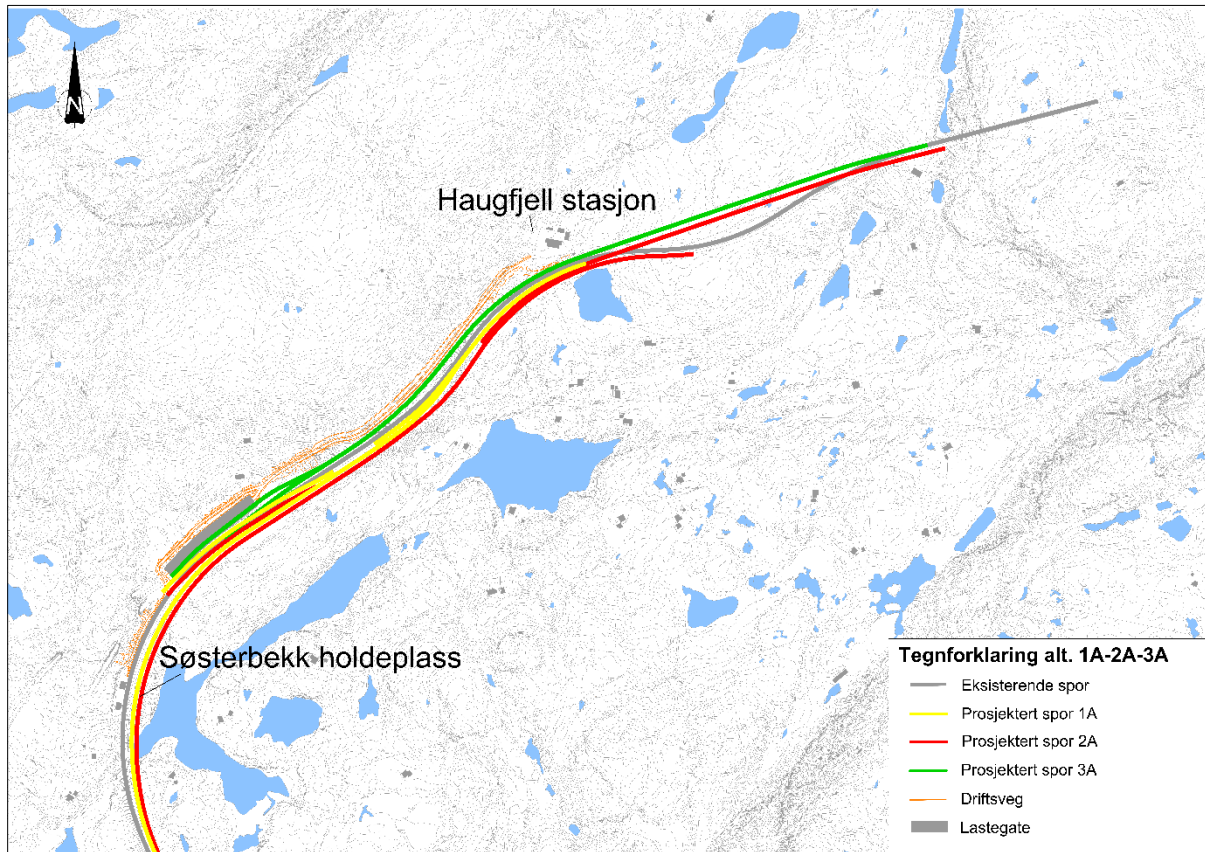 N
Haugfjell stasjon
Søsterbekk holdeplass
Tegnforklaring alt. 1A-2A-3A
Eksisterende spor
Prosjektert spor 1A
Prosjektert spor 2A
Prosjektert spor 3A
Driftsveg
Lastegate